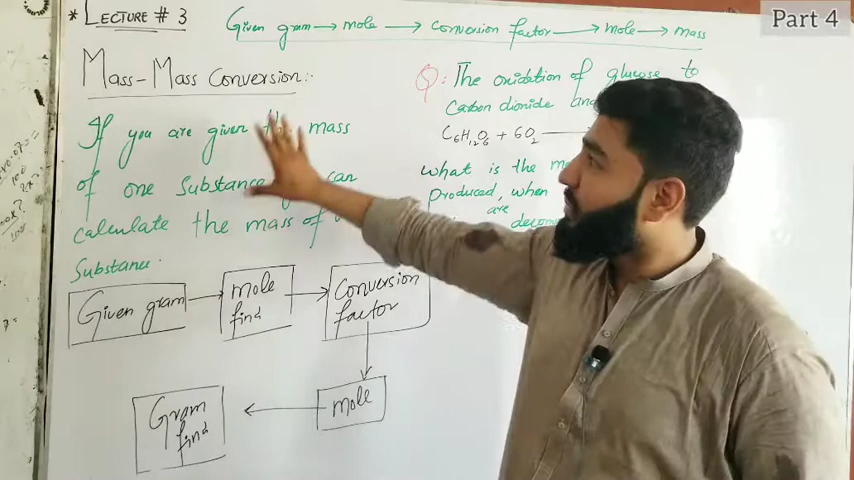 Part 4
* LECTURE # 3
Given gram → mole → conversion factor → mole → mass
Mass-Mass Conversion:-
If you are given the mass
of one Substance can
calculate the mass of
Substance.
Given gram → mole find → Conversion factor
mole
Gram find
Q: The oxidation of glucose to
Carbon dioxide and
C6H12O6 + 6O2 →
what is the
produced, when
are